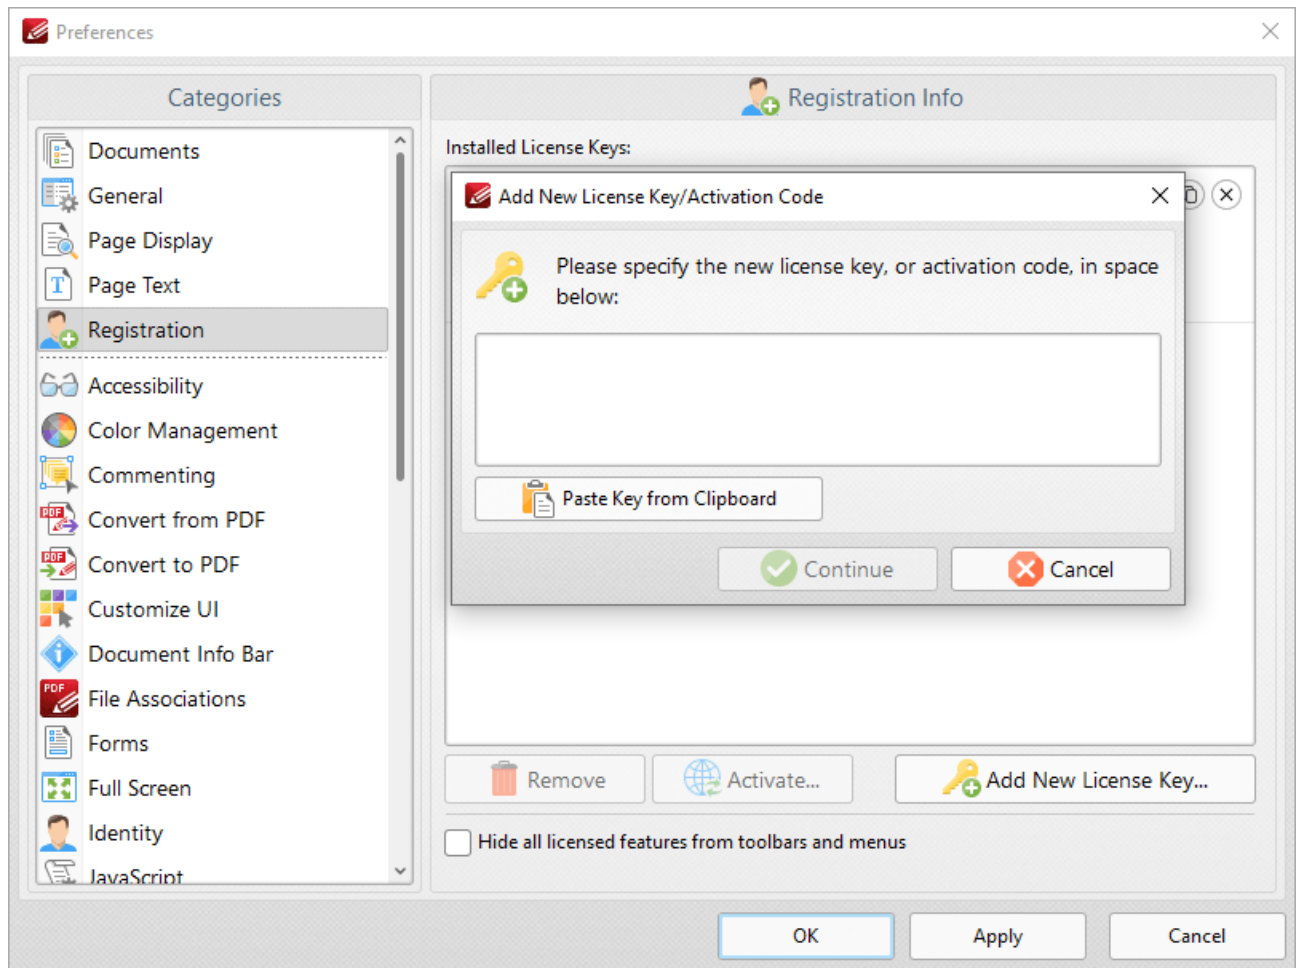 Preferences
Categories
Documents
General
Page Display
Page Text
Registration
Accessibility
Color Management
Commenting
Convert from PDF
Convert to PDF
Customize UI
Document Info Bar
File Associations
Forms
Full Screen
Identity
JavaScript
Registration Info
Installed License Keys:
Add New License Key/Activation Code
Please specify the new license key, or activation code, in space
below:
Paste Key from Clipboard
Continue
Cancel
Remove
Activate...
Add New License Key...
Hide all licensed features from toolbars and menus
OK
Apply
Cancel